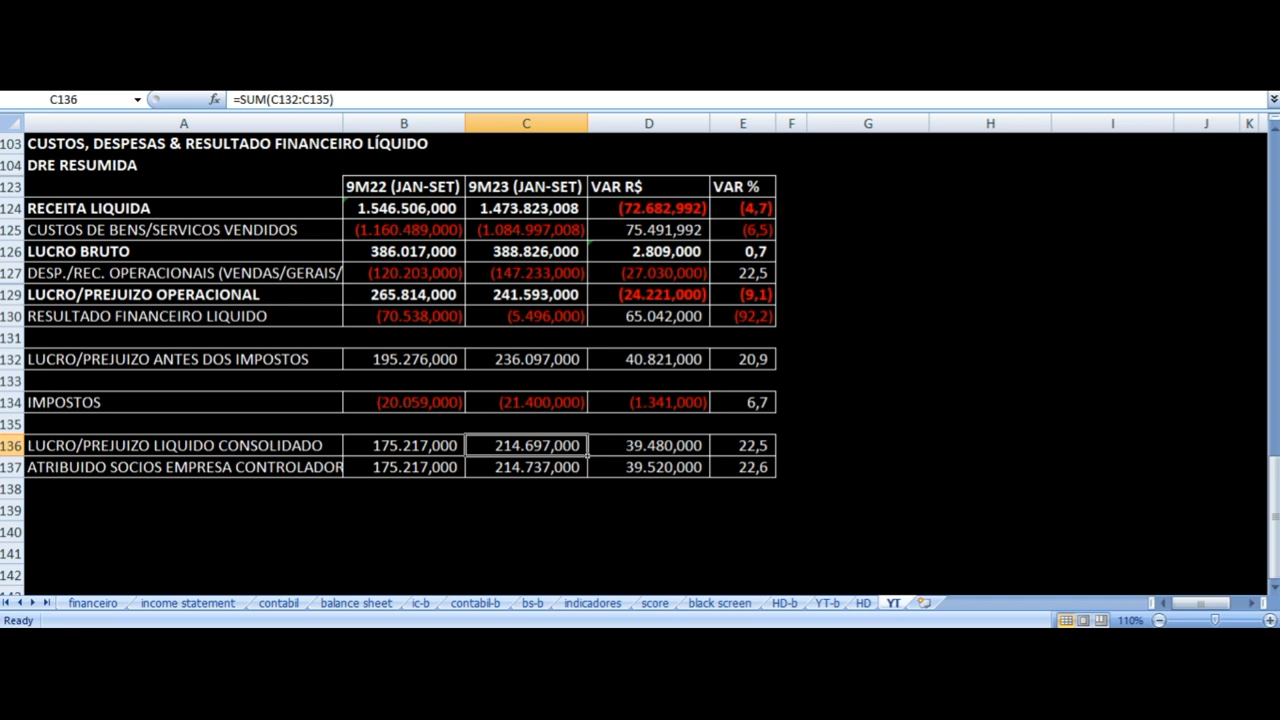 C136 fx =SUM(C132:C135)
A B C D E F G H I J K
103 CUSTOS, DESPESAS & RESULTADO FINANCEIRO LÍQUIDO
104 DRE RESUMIDA
123 9M22 (JAN-SET) 9M23 (JAN-SET) VAR R$ VAR %
124 RECEITA LIQUIDA 1.546.506,000 1.473.823,008 (72.682,992) (4,7)
125 CUSTOS DE BENS/SERVICOS VENDIDOS (1.160.489,000) (1.084.997,008) 75.491,992 (6,5)
126 LUCRO BRUTO 386.017,000 388.826,000 2.809,000 0,7
127 DESP./REC. OPERACIONAIS (VENDAS/GERAIS/ (120.203,000) (147.233,000) (27.030,000) 22,5
129 LUCRO/PREJUIZO OPERACIONAL 265.814,000 241.593,000 (24.221,000) (9,1)
130 RESULTADO FINANCEIRO LIQUIDO (70.538,000) (5.496,000) 65.042,000 (92,2)
131
132 LUCRO/PREJUIZO ANTES DOS IMPOSTOS 195.276,000 236.097,000 40.821,000 20,9
133
134 IMPOSTOS (20.059,000) (21.400,000) (1.341,000) 6,7
135
136 LUCRO/PREJUIZO LIQUIDO CONSOLIDADO 175.217,000 214.697,000 39.480,000 22,5
137 ATRIBUIDO SOCIOS EMPRESA CONTROLADOR 175.217,000 214.737,000 39.520,000 22,6
138
139
140
141
142
financeiro income statement contabil balance sheet ic-b contabil-b bs-b indicadores score black screen HD-b YT-b HD YT
Ready 110%